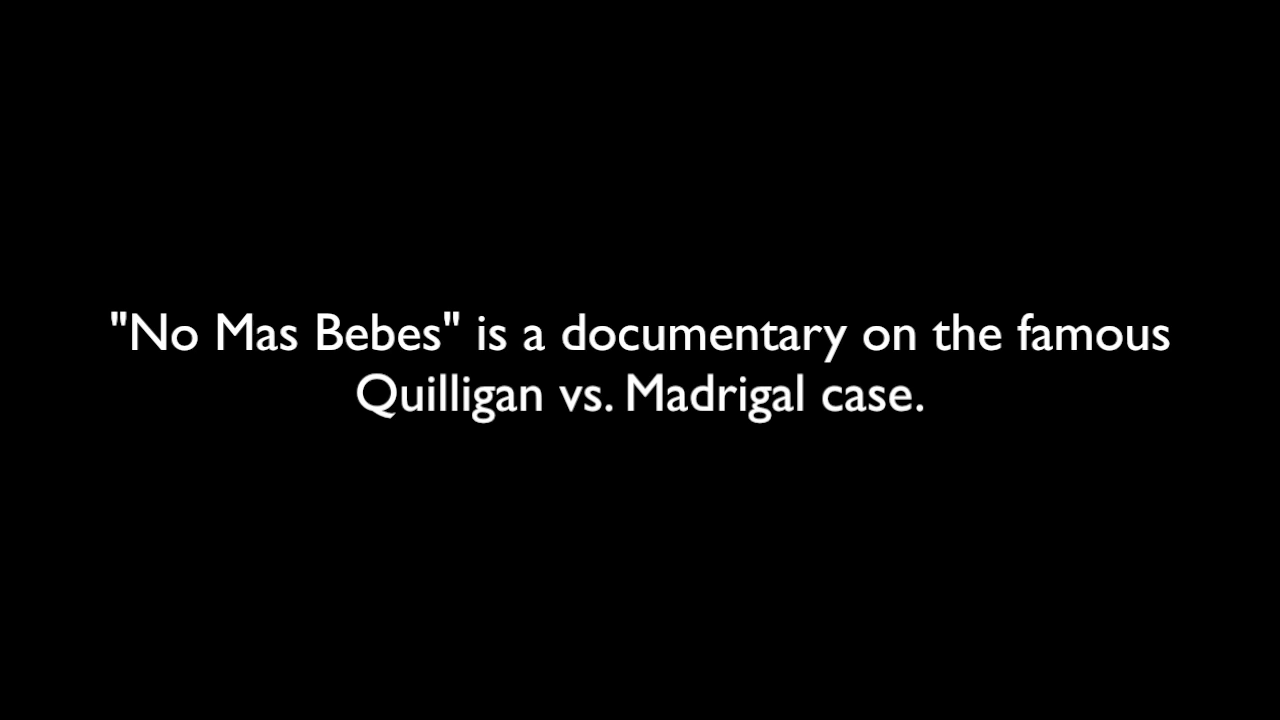 "No Mas Bebes" is a documentary on the famous
Quilligan vs. Madrigal case.